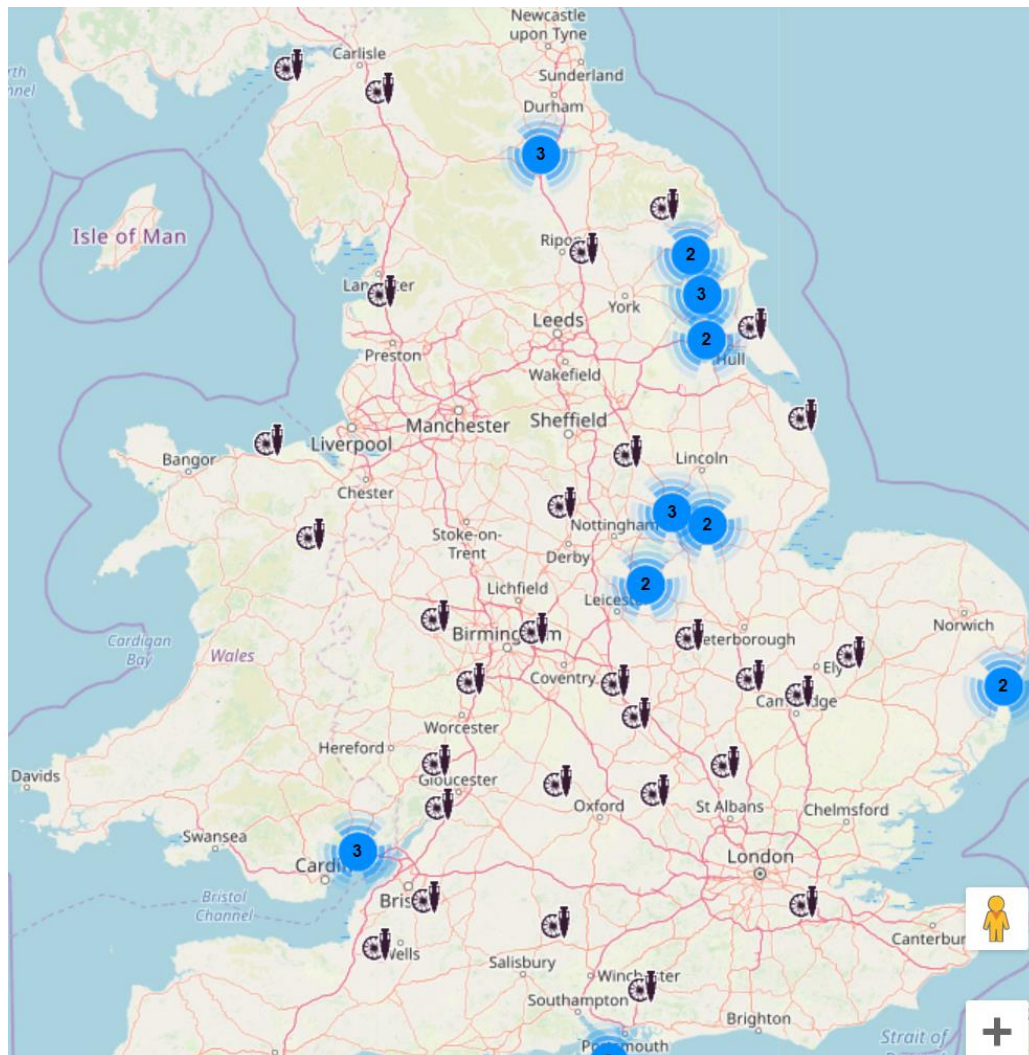 Newcastle
upon Tyne
Carlisle
Sunderland
Durham
3
Isle of Man
Ripon
2
3
York
Leeds
2
Hull
Preston
Wakefield
Manchester
Sheffield
Liverpool
Bangor
Lincoln
Chester
3
2
Nottingham
Stoke-on-
Trent
Derby
2
Lichfield
Norwich
Birmingham
Peterborough
Cardigan
Bay
Wales
Ely
Coventry
2
Worcester
Hereford
Davids
Gloucester
Oxford
St Albans
Chelmsford
Swansea
3
London
Bristol
Channel
Wells
Salisbury
Winchester
Southampton
Brighton
Portsmouth
Strait of
+